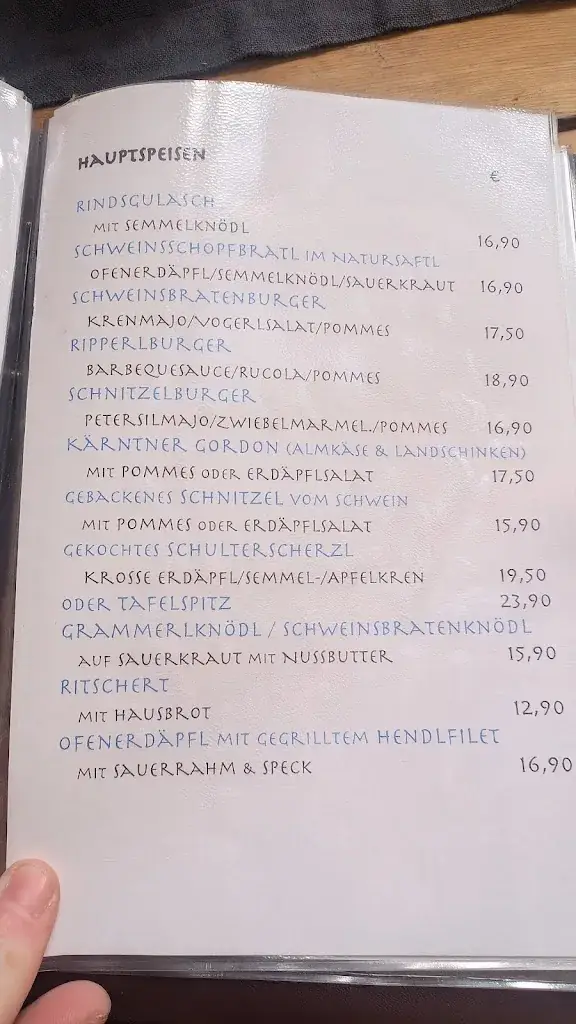 HAUPTSPEISEN
€
RINDSGULASCH
MIT SEMMELKNÖDL 16,90
SCHWEINSSCHOPFBRATL IM NATURSAFTL
OFENERDÄPFL/SEMMELKNÖDL/SAUERKRAUT 16,90
SCHWEINSBRATENBURGER
KRENMAJO/VOGERLSALAT/POMMES 17,50
RIPPERLBURGER
BARBEQUESAUCE/RUCOLA/POMMES 18,90
SCHNITZELBURGER
PETERSILMAJO/ZWIEBELMARMEL./POMMES 16,90
KÄRNTNER GORDON (ALMKÄSE & LANDSCHINKEN)
MIT POMMES ODER ERDÄPFLSALAT 17,50
GEBACKENES SCHNITZEL VOM SCHWEIN
MIT POMMES ODER ERDÄPFLSALAT 15,90
GEKOCHTES SCHULTERSCHERZL
KROSSE ERDÄPFL/SEMMEL-/APFELKREN 19,50
ODER TAFELSPITZ 23,90
GRAMMERLKNÖDL / SCHWEINSBRATENKNÖDL
AUF SAUERKRAUT MIT NUSSBUTTER 15,90
RITSCHERT
MIT HAUSBROT 12,90
OFENERDÄPFL MIT GEGRILLTEM HENDLFILET
MIT SAUERRAHM & SPECK 16,90